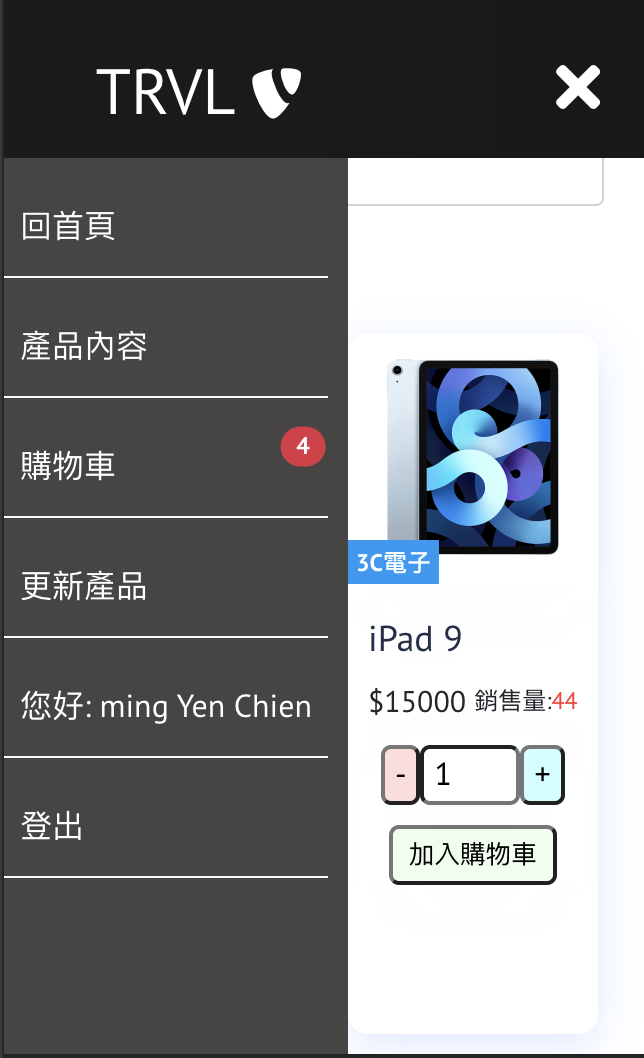 TRVL
回首頁
產品內容
購物車
4
更新產品
您好: ming Yen Chien
登出
3C電子
iPad 9
$15000 銷售量:44
- 1 +
加入購物車